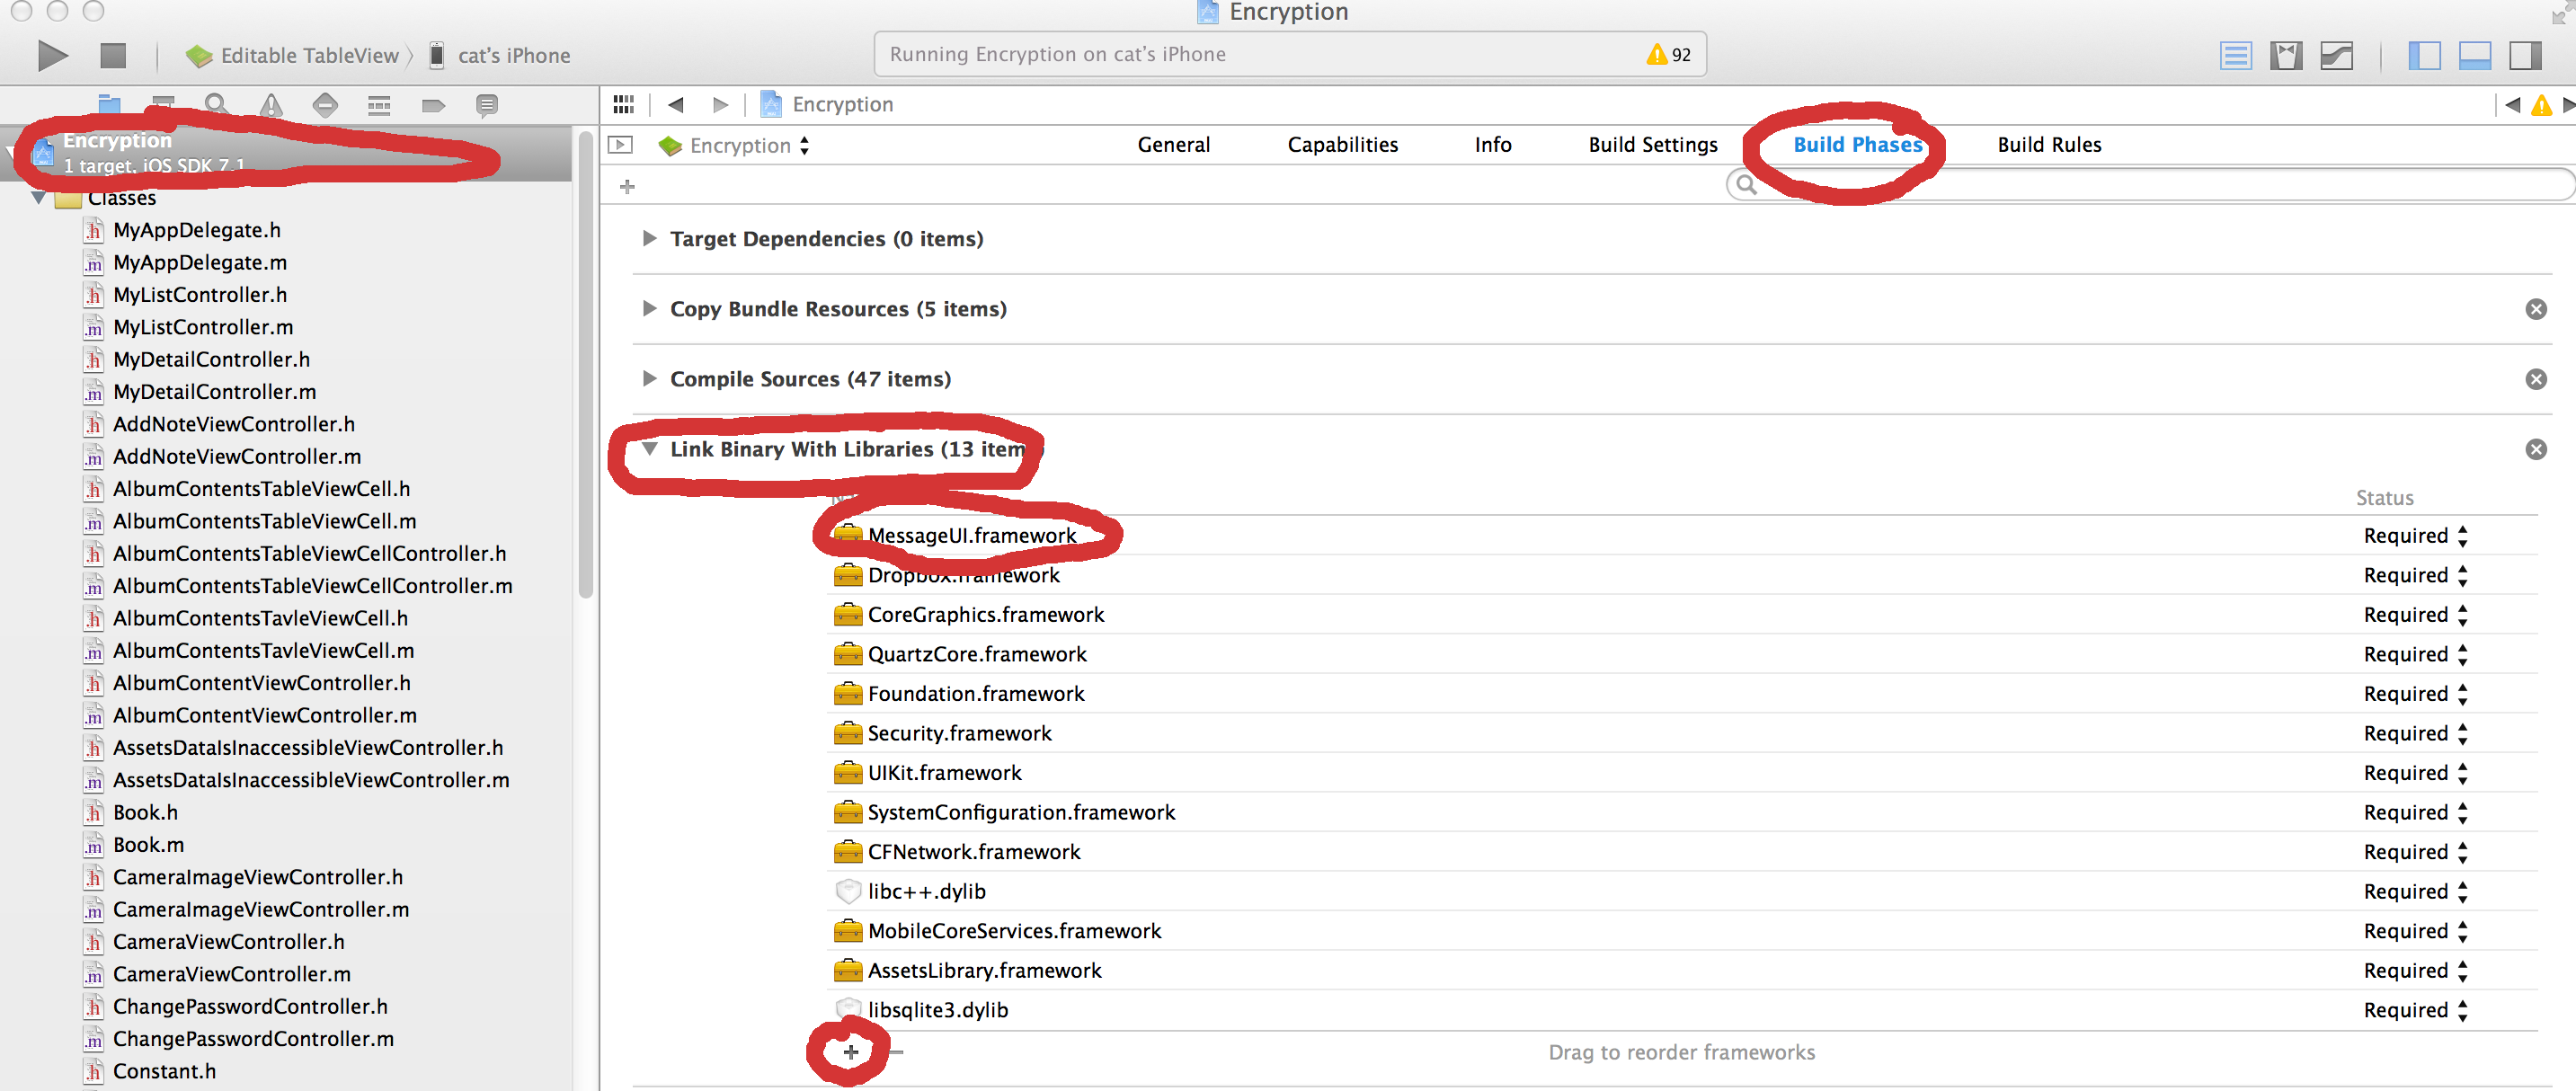 Encryption
Editable TableView cat's iPhone
Running Encryption on cat's iPhone 92
Encryption
Encryption
1 target, iOS SDK 7.1
Encryption
General Capabilities Info Build Settings Build Phases Build Rules
Classes
MyAppDelegate.h
MyAppDelegate.m
MyListController.h
MyListController.m
MyDetailController.h
MyDetailController.m
AddNoteViewController.h
AddNoteViewController.m
AlbumContentsTableViewCell.h
AlbumContentsTableViewCell.m
AlbumContentsTableViewCellController.h
AlbumContentsTableViewCellController.m
AlbumContentsTavleViewCell.h
AlbumContentsTavleViewCell.m
AlbumContentViewController.h
AlbumContentViewController.m
AssetsDataIsInaccessibleViewController.h
AssetsDataIsInaccessibleViewController.m
Book.h
Book.m
CameraImageViewController.h
CameraImageViewController.m
CameraViewController.h
CameraViewController.m
ChangePasswordController.h
ChangePasswordController.m
Constant.h
Target Dependencies (0 items)
Copy Bundle Resources (5 items)
Compile Sources (47 items)
Link Binary With Libraries (13 item
Status
MessageUI.framework Required
Dropbox.framework Required
CoreGraphics.framework Required
QuartzCore.framework Required
Foundation.framework Required
Security.framework Required
UIKit.framework Required
SystemConfiguration.framework Required
CFNetwork.framework Required
libc++.dylib Required
MobileCoreServices.framework Required
AssetsLibrary.framework Required
libsqlite3.dylib Required
Drag to reorder frameworks